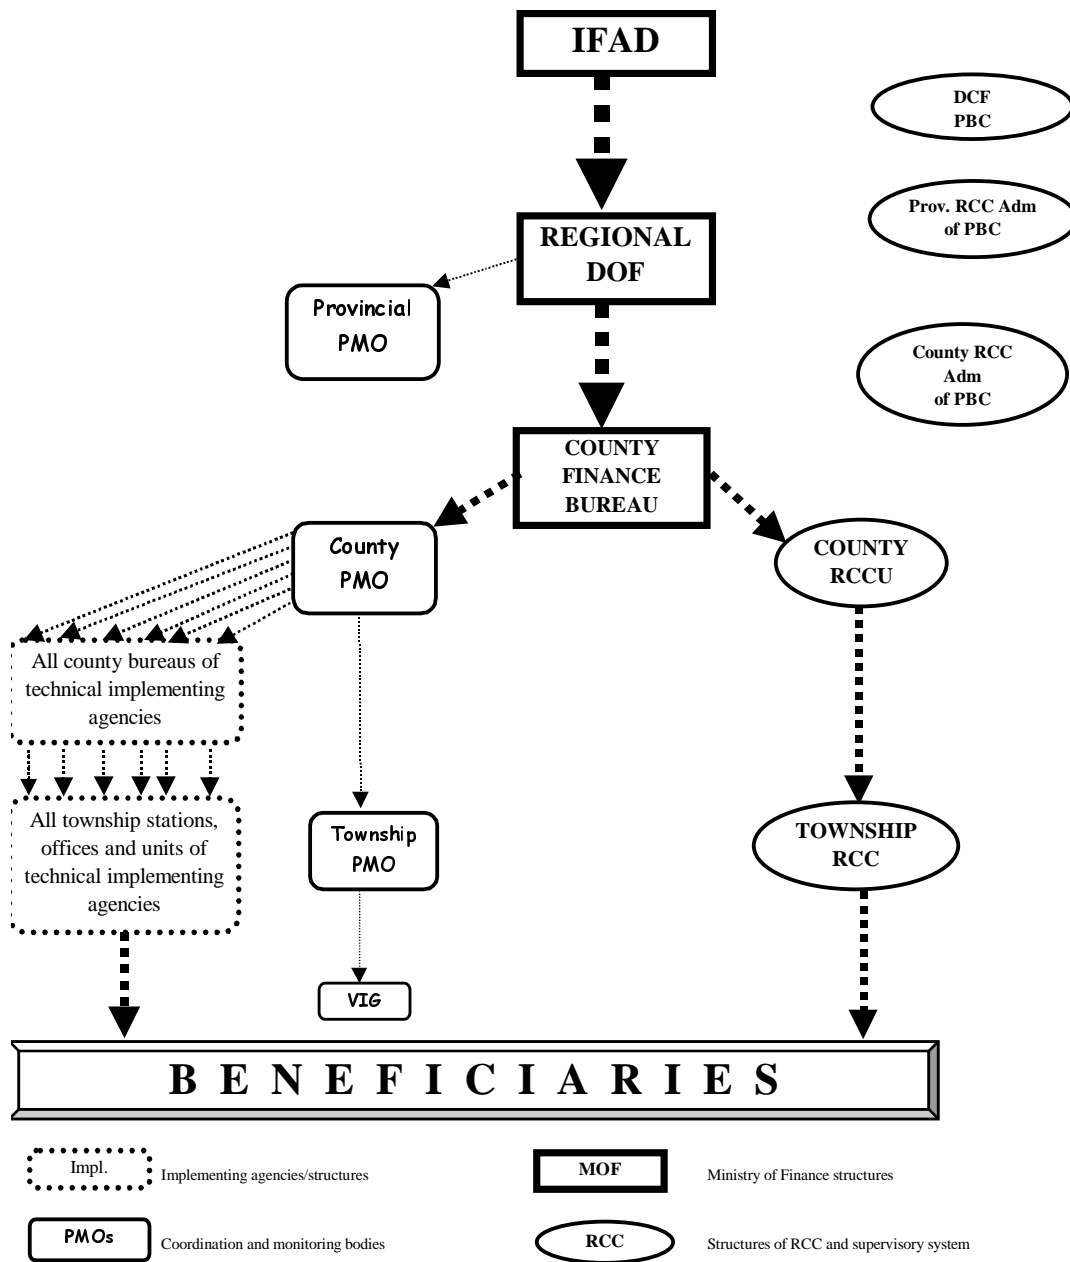 IFAD
DCF
PBC
Prov. RCC Adm
of PBC
REGIONAL
DOF
Provincial
PMO
County RCC
Adm
of PBC
COUNTY
FINANCE
BUREAU
County
PMO
COUNTY
RCCU
All county bureaus of
technical implementing
agencies
All township stations,
offices and units of
technical implementing
agencies
Township
PMO
TOWNSHIP
RCC
VIG
B E N E F I C I A R I E S
Impl.
Implementing agencies/structures
MOF
Ministry of Finance structures
PMOs
Coordination and monitoring bodies
RCC
Structures of RCC and supervisory system